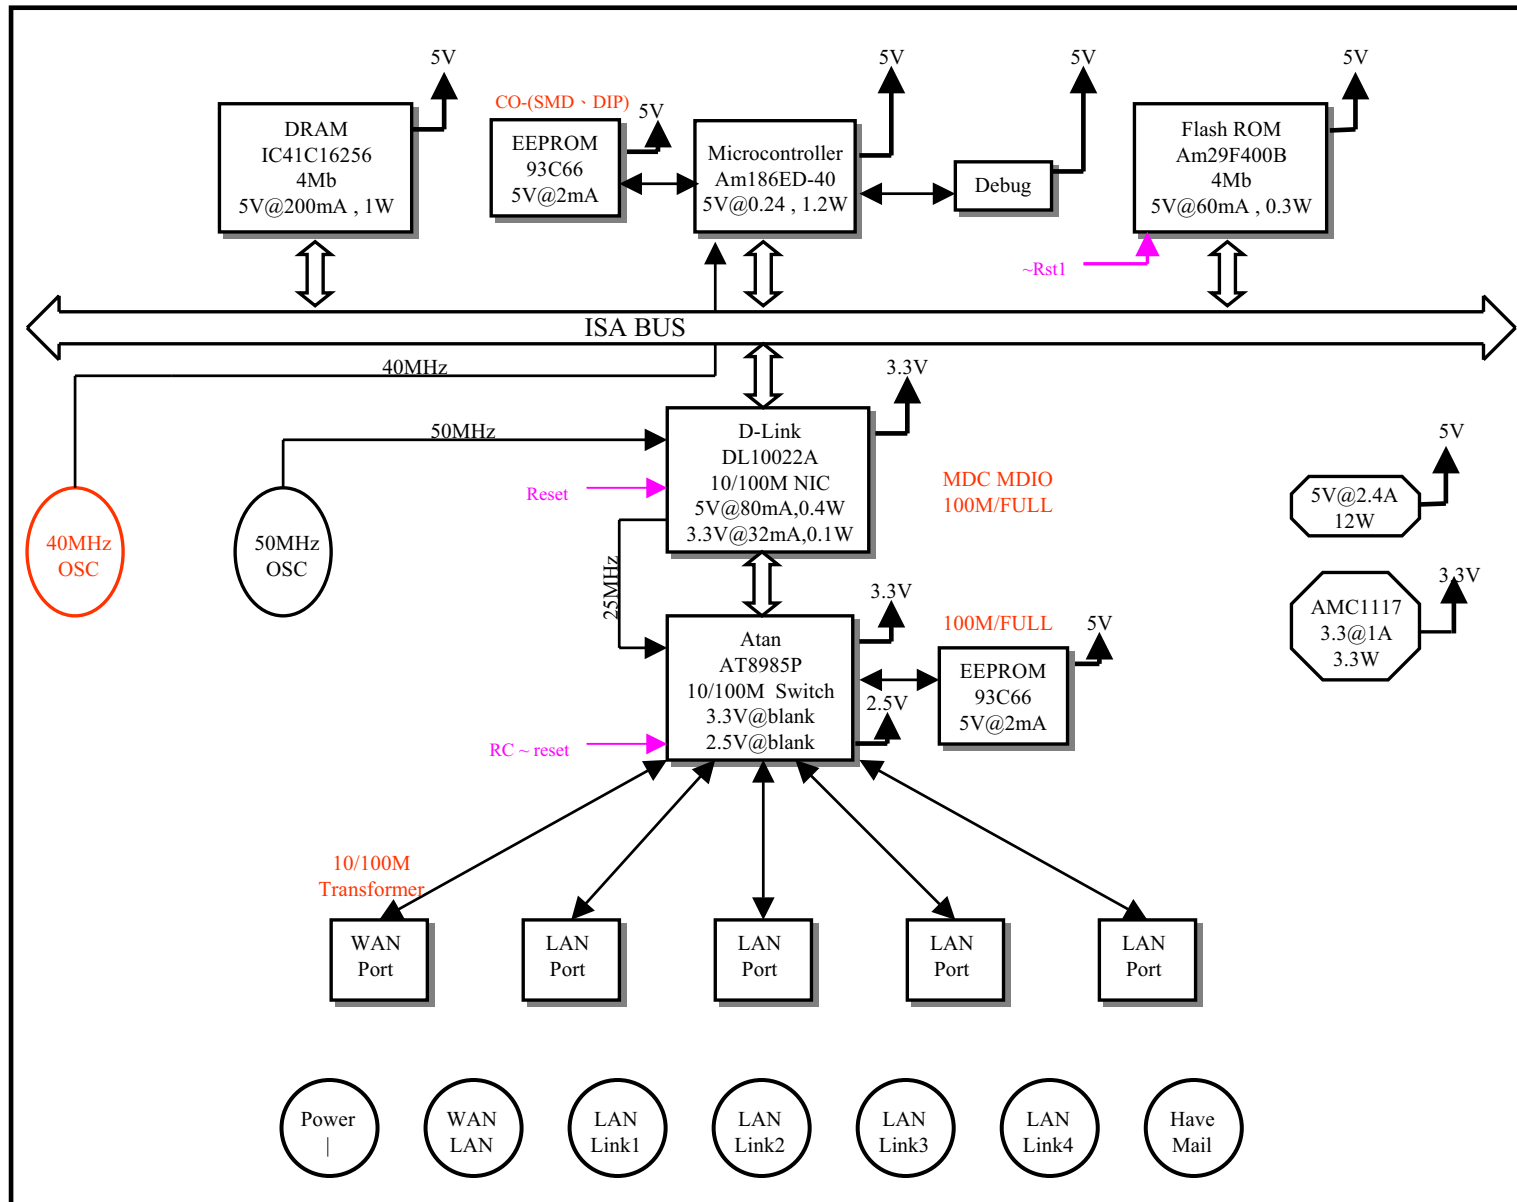 5V
5V
5V
5V
CO-(SMD、DIP)
5V
DRAM
IC41C16256
4Mb
5V@200mA , 1W
EEPROM
93C66
5V@2mA
Microcontroller
Am186ED-40
5V@0.24 , 1.2W
Debug
Flash ROM
Am29F400B
4Mb
5V@60mA , 0.3W
~Rst1
ISA BUS
40MHz
3.3V
50MHz
D-Link
DL10022A
10/100M NIC
5V@80mA,0.4W
3.3V@32mA,0.1W
Reset
MDC MDIO
100M/FULL
5V
5V@2.4A
12W
40MHz
OSC
50MHz
OSC
25MHz
3.3V
3.3V
AMC1117
3.3@1A
3.3W
100M/FULL
5V
Atan
AT8985P
10/100M  Switch
3.3V@blank
2.5V@blank
EEPROM
93C66
5V@2mA
2.5V
RC ~ reset
10/100M
Transformer
WAN
Port
LAN
Port
LAN
Port
LAN
Port
LAN
Port
Power
|
WAN
LAN
LAN
Link1
LAN
Link2
LAN
Link3
LAN
Link4
Have
Mail